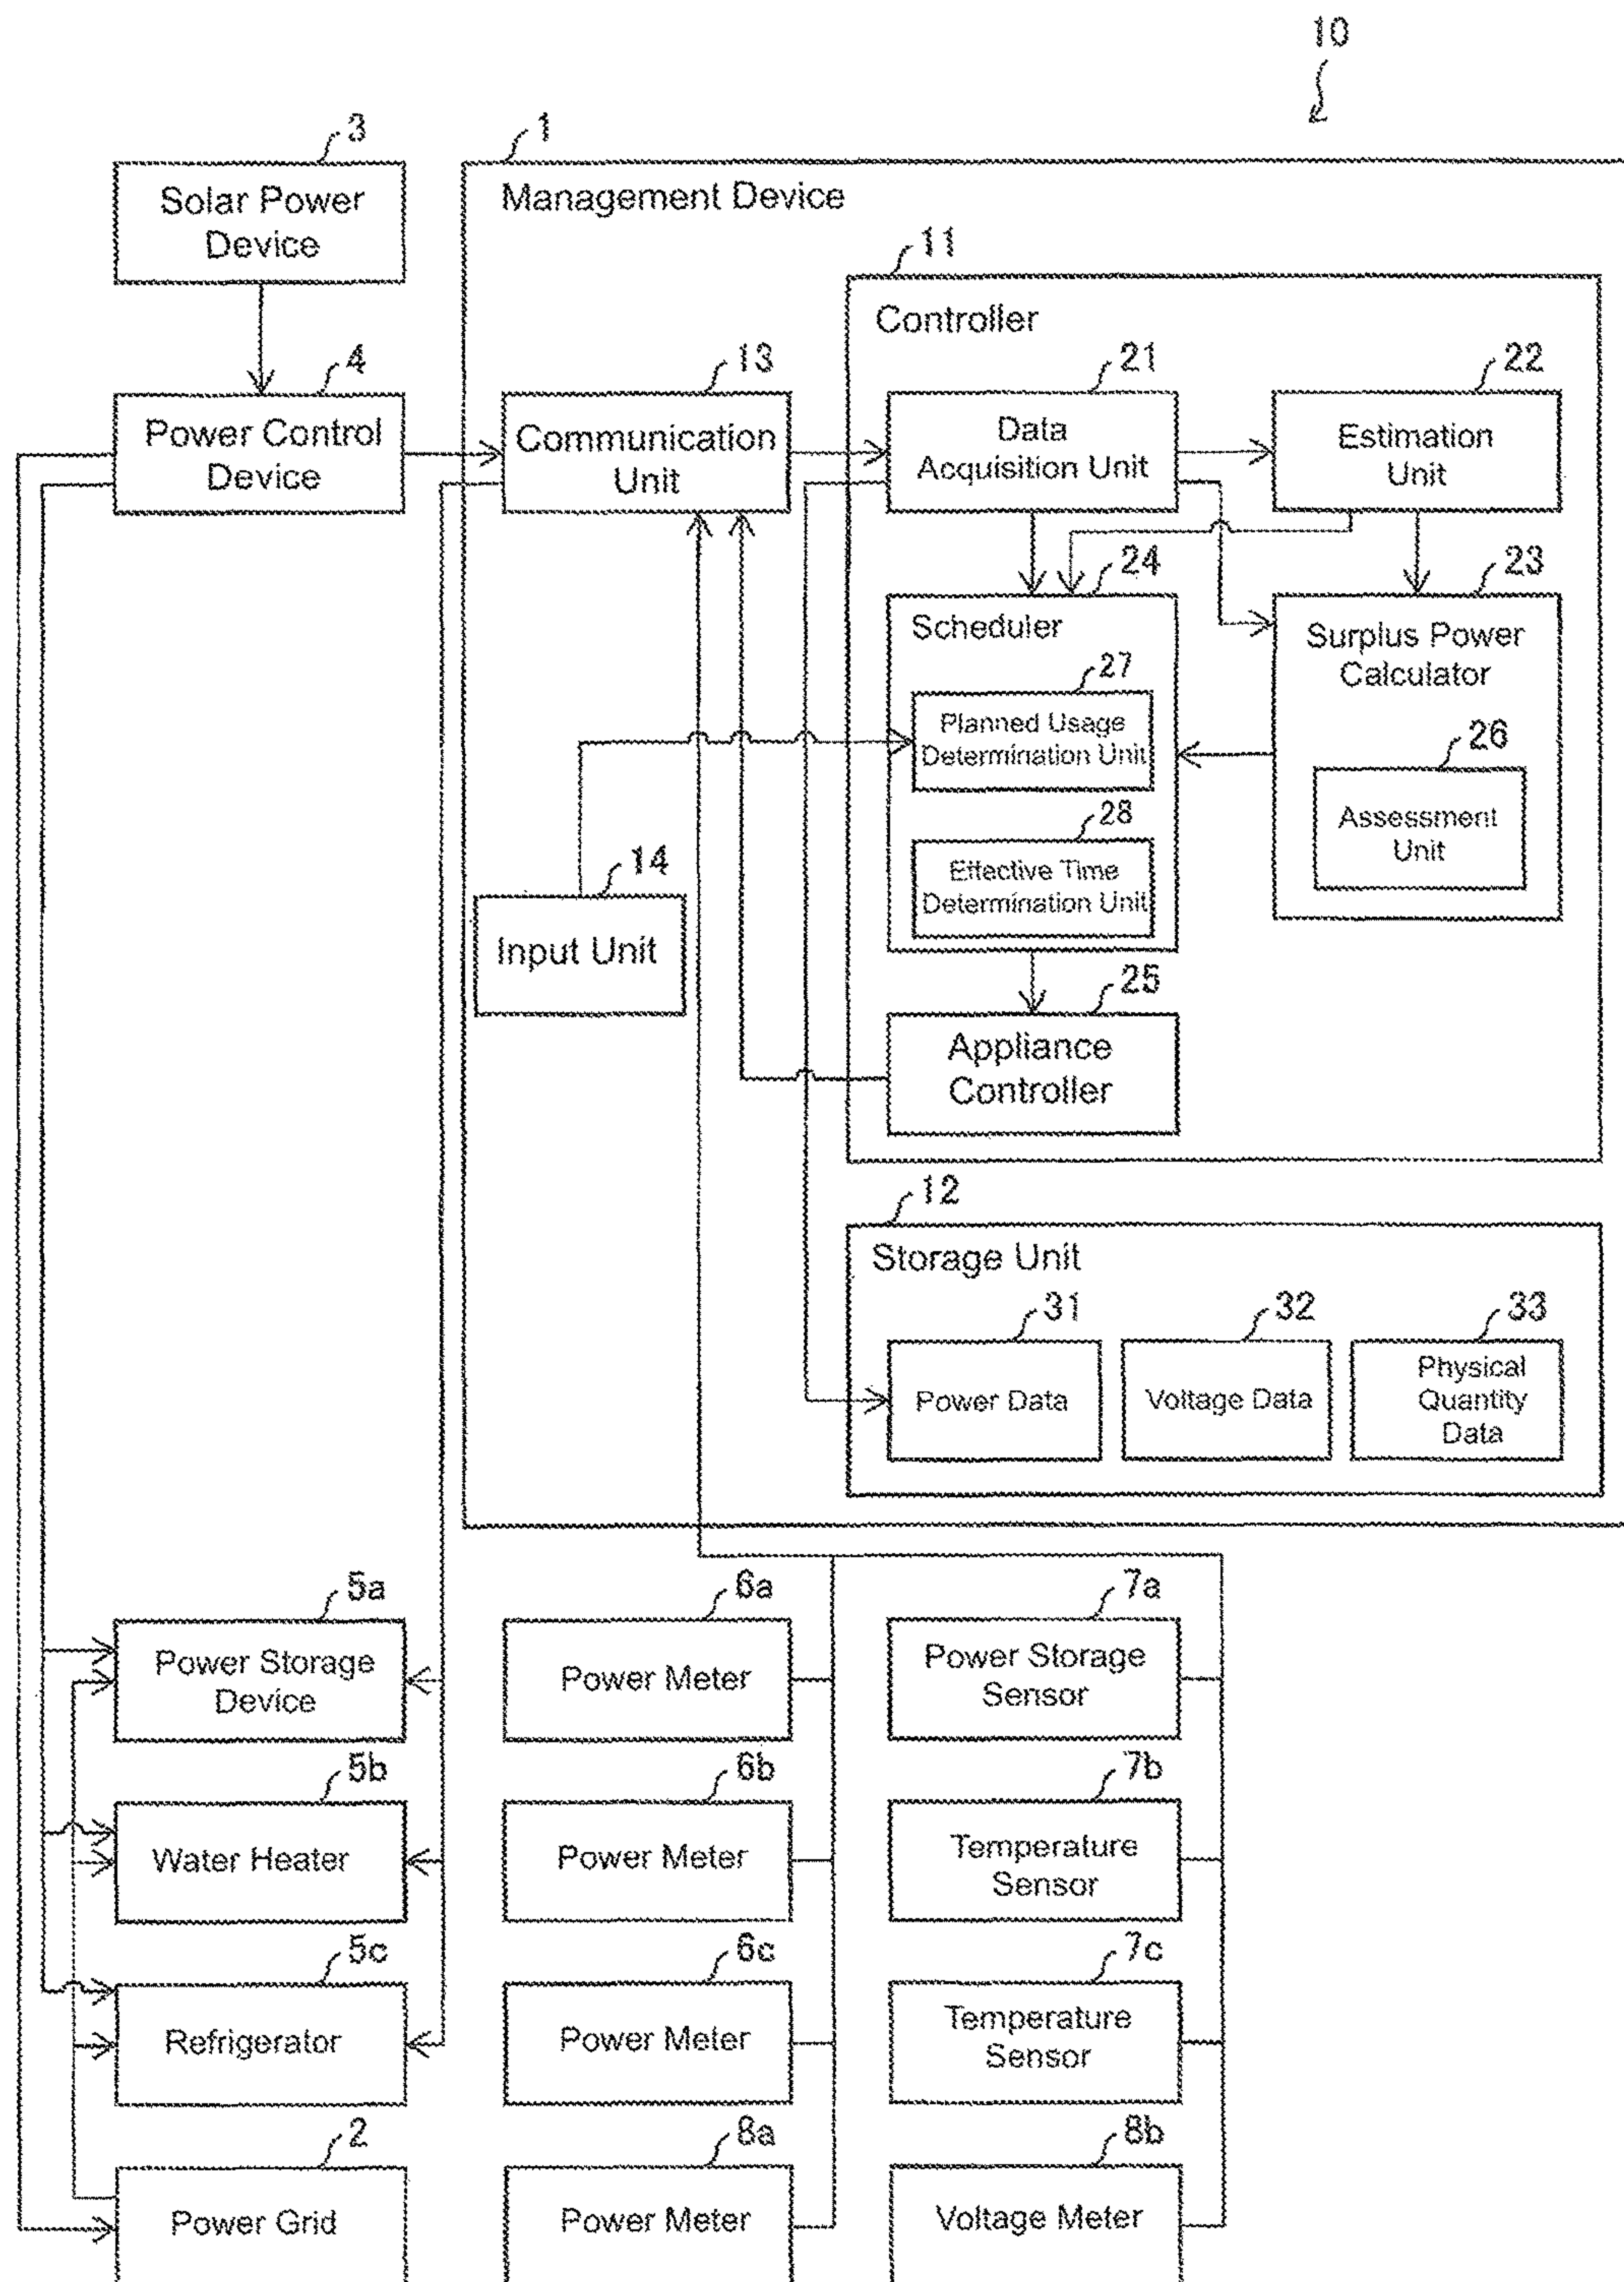 10
3
Solar Power
Device
1
Management Device
11
Controller
4
Power Control
Device
13
Communication
Unit
21
Data
Acquisition Unit
22
Estimation
Unit
24
Scheduler
27
Planned Usage
Determination Unit
28
Effective Time
Determination Unit
23
Surplus Power
Calculator
26
Assessment
Unit
14
Input Unit
25
Appliance
Controller
12
Storage Unit
31
Power Data
32
Voltage Data
33
Physical
Quantity
Data
5a
Power Storage
Device
6a
Power Meter
7a
Power Storage
Sensor
5b
Water Heater
6b
Power Meter
7b
Temperature
Sensor
5c
Refrigerator
6c
Power Meter
7c
Temperature
Sensor
2
Power Grid
8a
Power Meter
8b
Voltage Meter